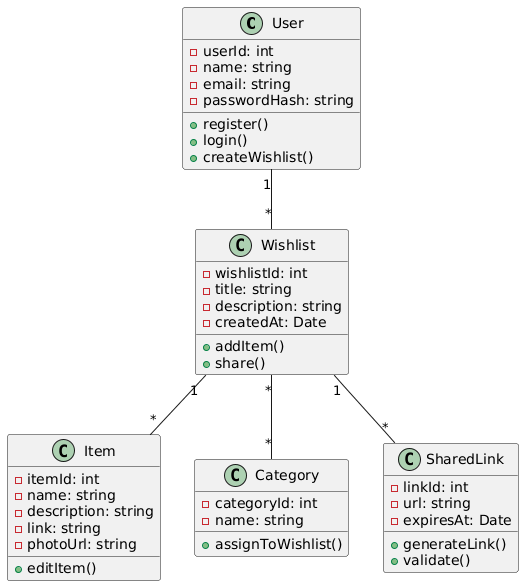 C User
userId: int
name: string
email: string
passwordHash: string
register()
login()
createWishlist()
1
*
C Wishlist
wishlistId: int
title: string
description: string
createdAt: Date
addItem()
share()
1
*
1
*
*
*
C Item
itemId: int
name: string
description: string
link: string
photoUrl: string
editItem()
C Category
categoryId: int
name: string
assignToWishlist()
C SharedLink
linkId: int
url: string
expiresAt: Date
generateLink()
validate()